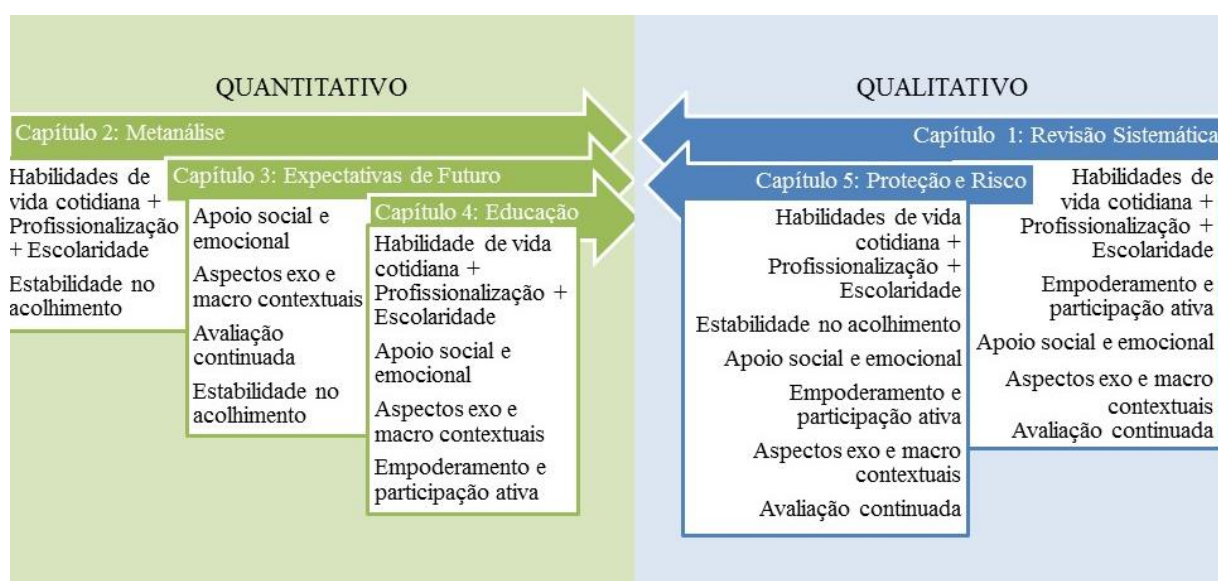 QUANTITATIVO
Capítulo 2: Metanálise
Habilidades de
vida cotidiana +
Profissionalização
+ Escolaridade
Estabilidade no
acolhimento
Capítulo 3: Expectativas de Futuro
Apoio social e
emocional
Aspectos exo e
macro contextuais
Avaliação
continuada
Estabilidade no
acolhimento
Capítulo 4: Educação
Habilidade de vida
cotidiana +
Profissionalização +
Escolaridade
Apoio social e
emocional
Aspectos exo e
macro contextuais
Empoderamento e
participação ativa
QUALITATIVO
Capítulo 1: Revisão Sistemática
Habilidades de
vida cotidiana +
Profissionalização +
Escolaridade
Empoderamento e
participação ativa
Apoio social e emocional
Aspectos exo e macro
contextuais
Avaliação continuada
Capítulo 5: Proteção e Risco
Habilidades de vida
cotidiana +
Profissionalização +
Escolaridade
Estabilidade no acolhimento
Apoio social e emocional
Empoderamento e
participação ativa
Aspectos exo e macro
contextuais
Avaliação continuada